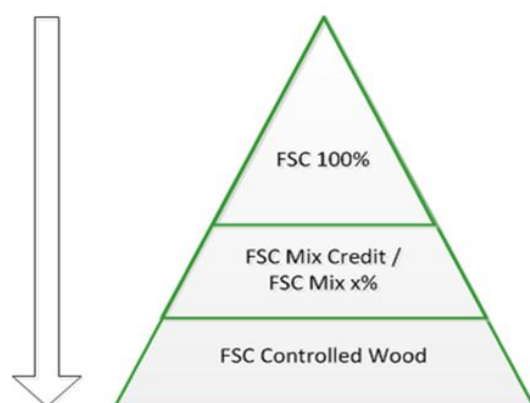 FSC 100%
FSC Mix Credit /
FSC Mix x%
FSC Controlled Wood